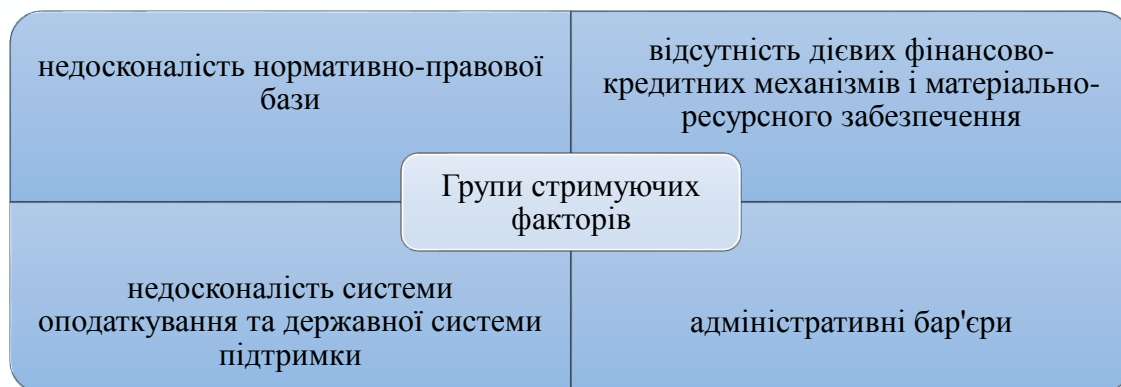 недосконалість нормативно-правової
бази
відсутність дієвих фінансово-
кредитних механізмів і матеріально-
ресурсного забезпечення
Групи стримуючих
факторів
недосконалість системи
оподаткування та державної системи
підтримки
адміністративні бар'єри